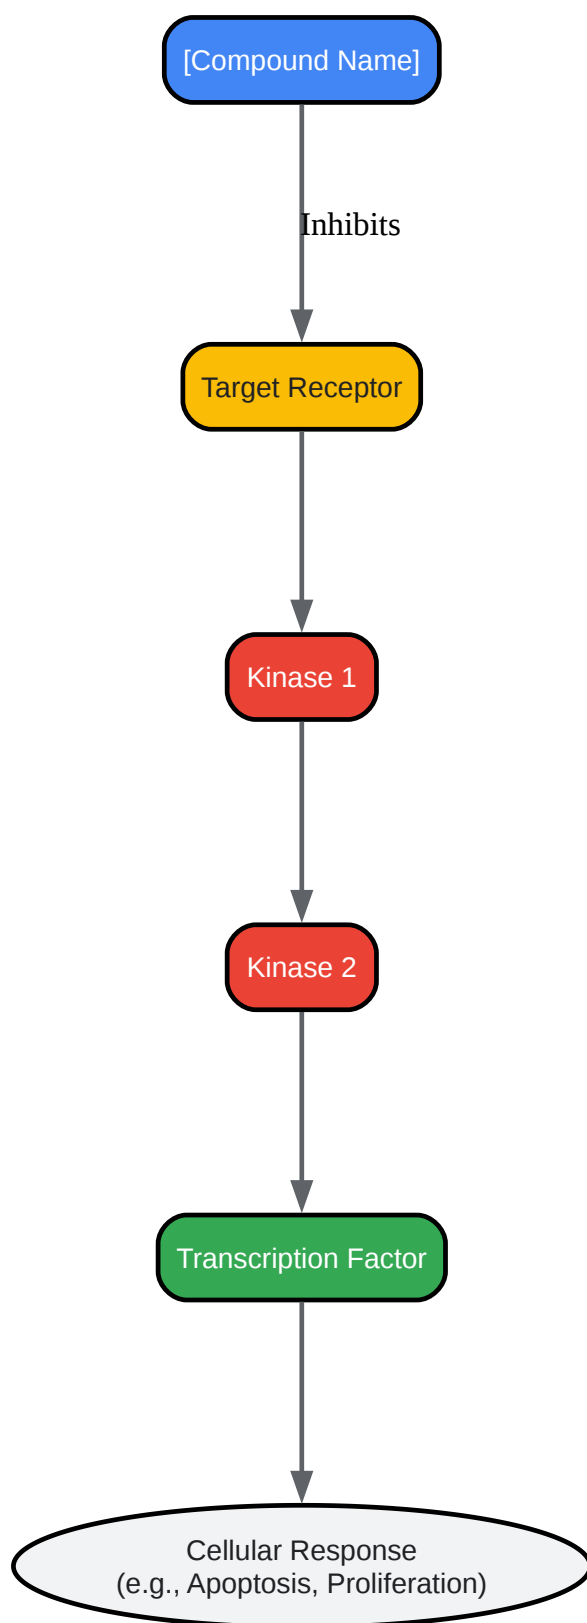 [Compound Name]
Inhibits
Target Receptor
Kinase 1
Kinase 2
Transcription Factor
Cellular Response
(e.g., Apoptosis, Proliferation)